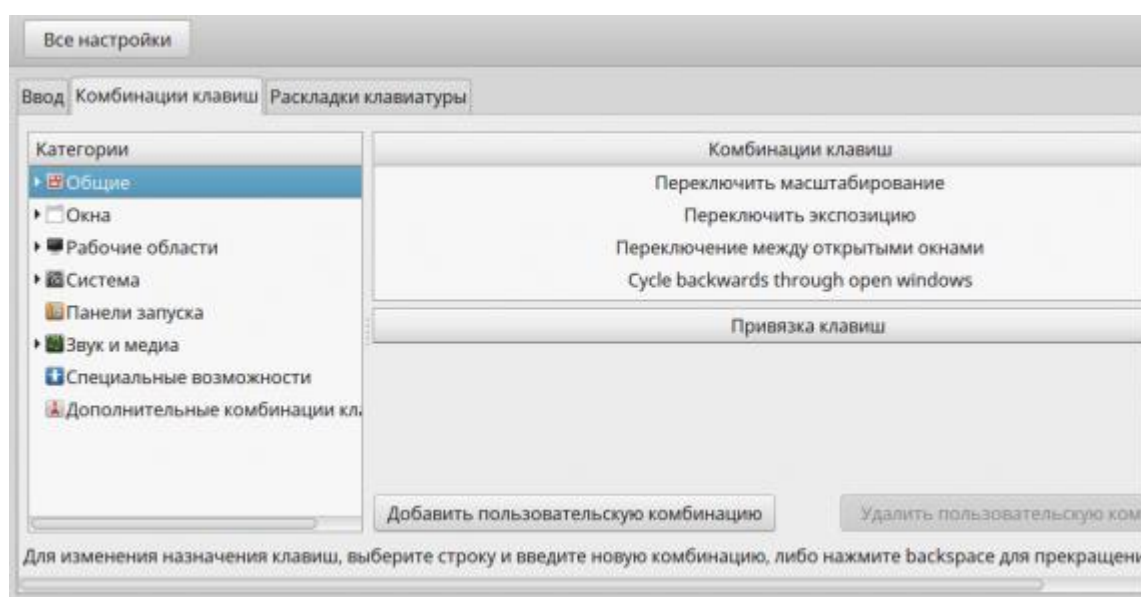 Все настройки
Ввод Комбинации клавиш Раскладки клавиатуры
Категории
Общие
Окна
Рабочие области
Система
Панели запуска
Звук и медиа
Специальные возможности
Дополнительные комбинации кла
Комбинации клавиш
Переключить масштабирование
Переключить экспозицию
Переключение между открытыми окнами
Cycle backwards through open windows
Привязка клавиш
Добавить пользовательскую комбинацию
Удалить пользовательскую ком
Для изменения назначения клавиш, выберите строку и введите новую комбинацию, либо нажмите backspace для прекращени